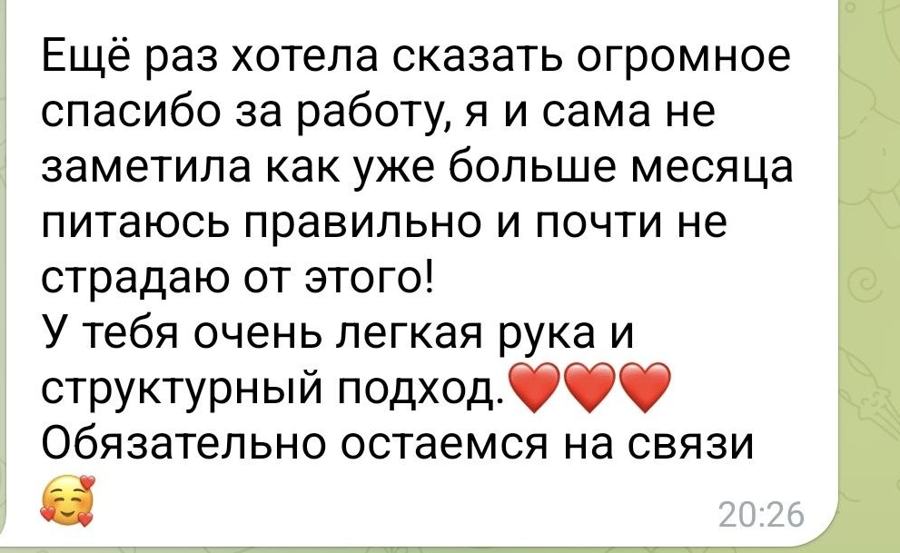 Ещё раз хотела сказать огромное
спасибо за работу, я и сама не
заметила как уже больше месяца
питаюсь правильно и почти не
страдаю от этого!
У тебя очень легкая рука и
структурный подход.❤️❤️❤️
Обязательно остаемся на связи
🥰
20:26